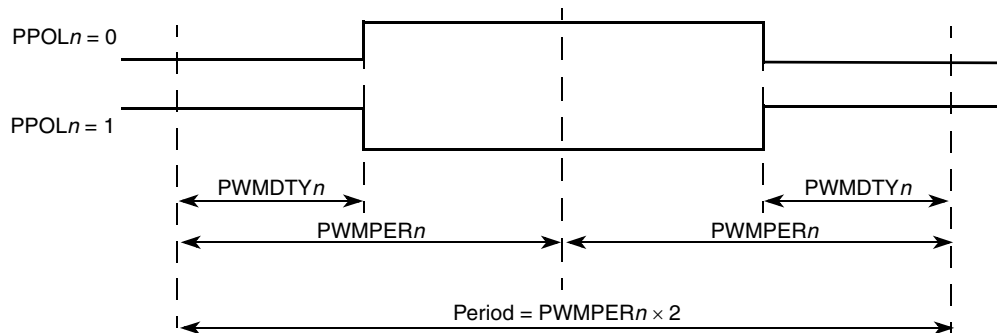 PPOLn = 0
PPOLn = 1
PWMDTYn PWMDTYn
PWMPERn PWMPERn
Period = PWMPERn × 2